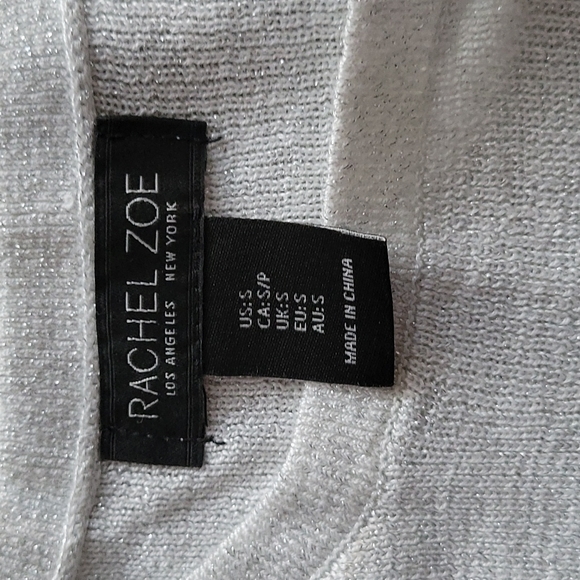 RACHEL ZOE
LOS ANGELES NEW YORK
US: S
CA: S/P
UK: S
EU: S
AU: S
MADE IN CHINA